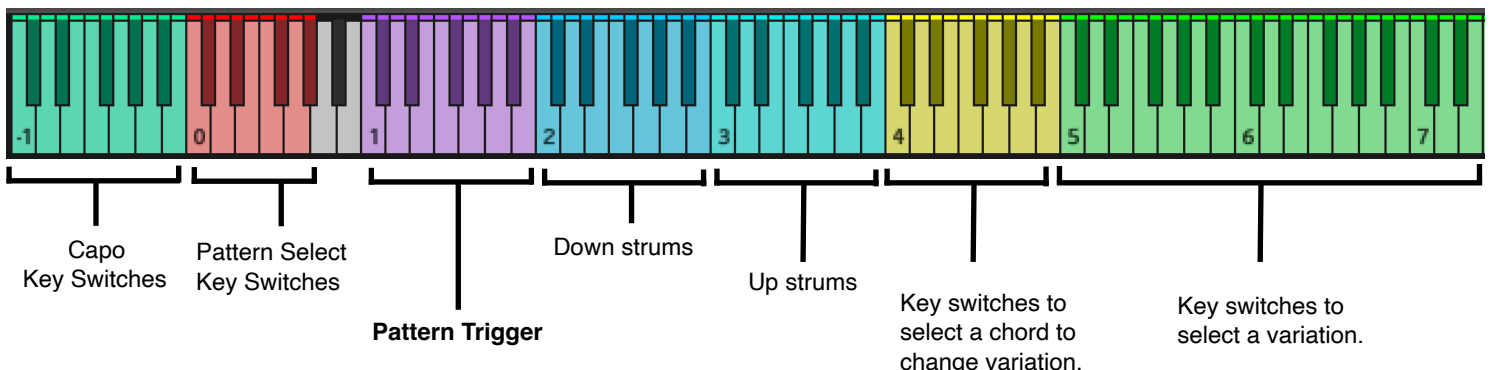 -1 0 1 2 3 4 5 6 7
Capo
Key Switches
Pattern Select
Key Switches
Pattern Trigger
Down strums
Up strums
Key switches to
select a chord to
change variation.
Key switches to
select a variation.